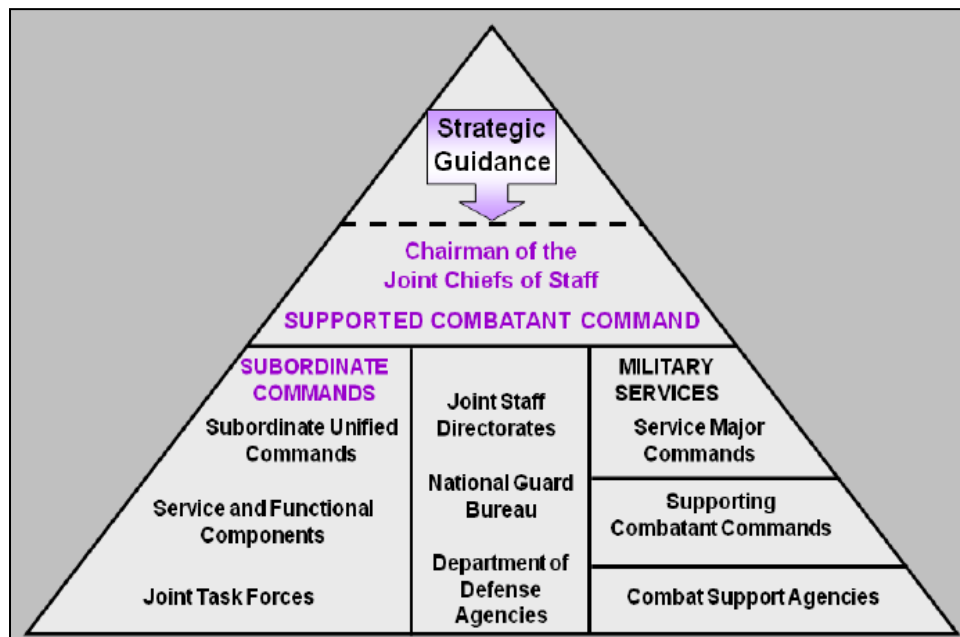 Strategic
Guidance
Chairman of the
Joint Chiefs of Staff
SUPPORTED COMBATANT COMMAND
SUBORDINATE
COMMANDS
Subordinate Unified
Commands
Service and Functional
Components
Joint Task Forces
Joint Staff
Directorates
National Guard
Bureau
Department of
Defense
Agencies
MILITARY
SERVICES
Service Major
Commands
Supporting
Combatant Commands
Combat Support Agencies